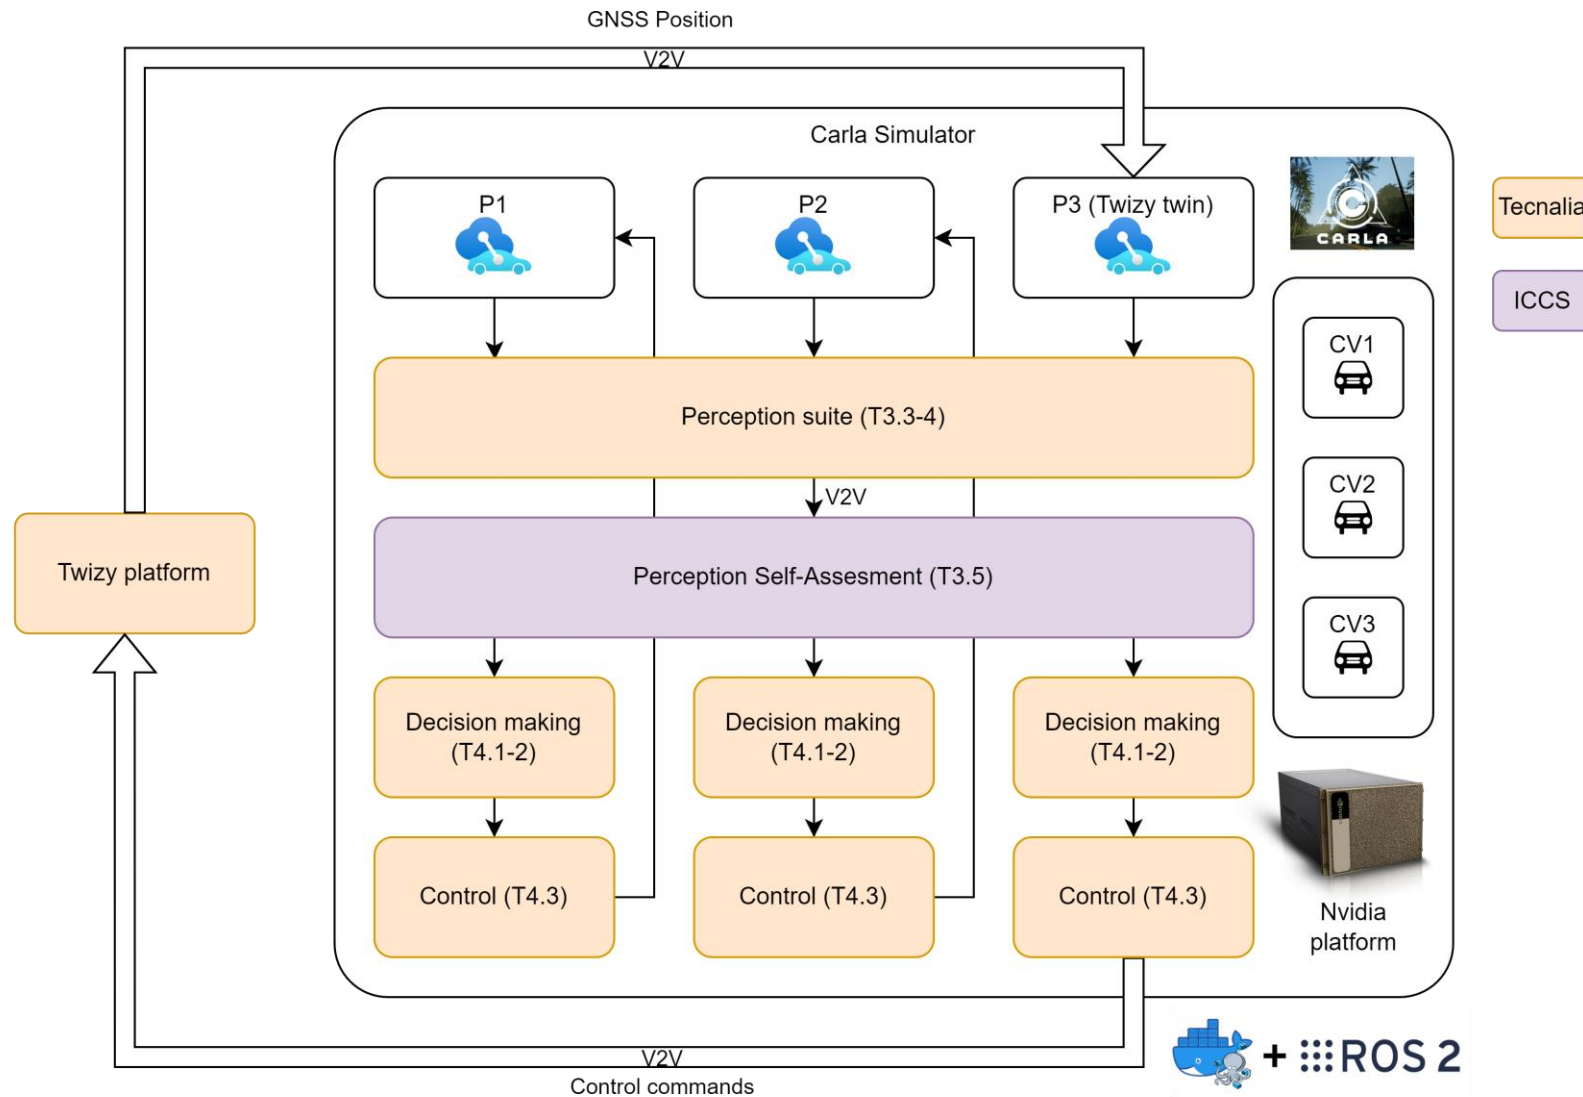 GNSS Position
V2V
Carla Simulator
P1
P2
P3 (Twizy twin)
CARLA
Tecnalia
ICCS
CV1
Perception suite (T3.3-4)
CV2
V2V
Twizy platform
Perception Self-Assesment (T3.5)
CV3
Decision making
(T4.1-2)
Decision making
(T4.1-2)
Decision making
(T4.1-2)
Control (T4.3)
Control (T4.3)
Control (T4.3)
Nvidia
platform
V2V
Control commands
+ ROS 2